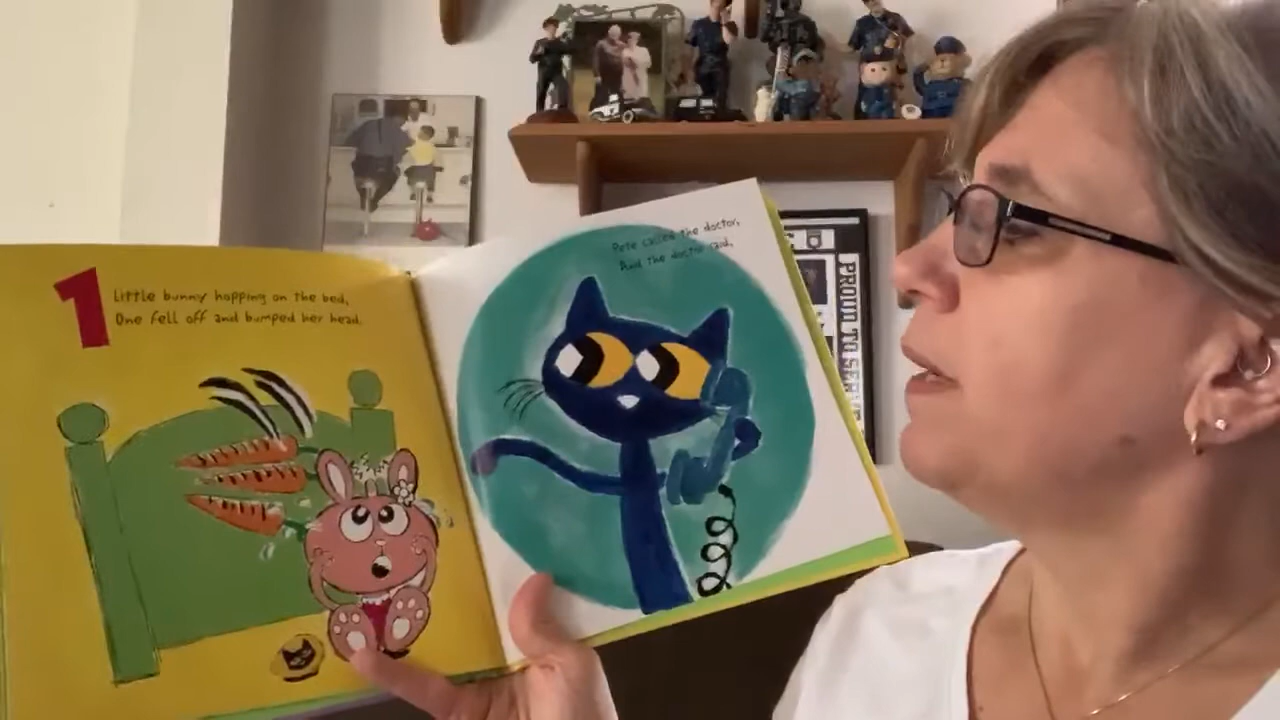 1 Little bunny hopping on the bed,
One fell off and bumped her head.
Pete called the doctor,
And the doctor said,
PROUD TO SERVE